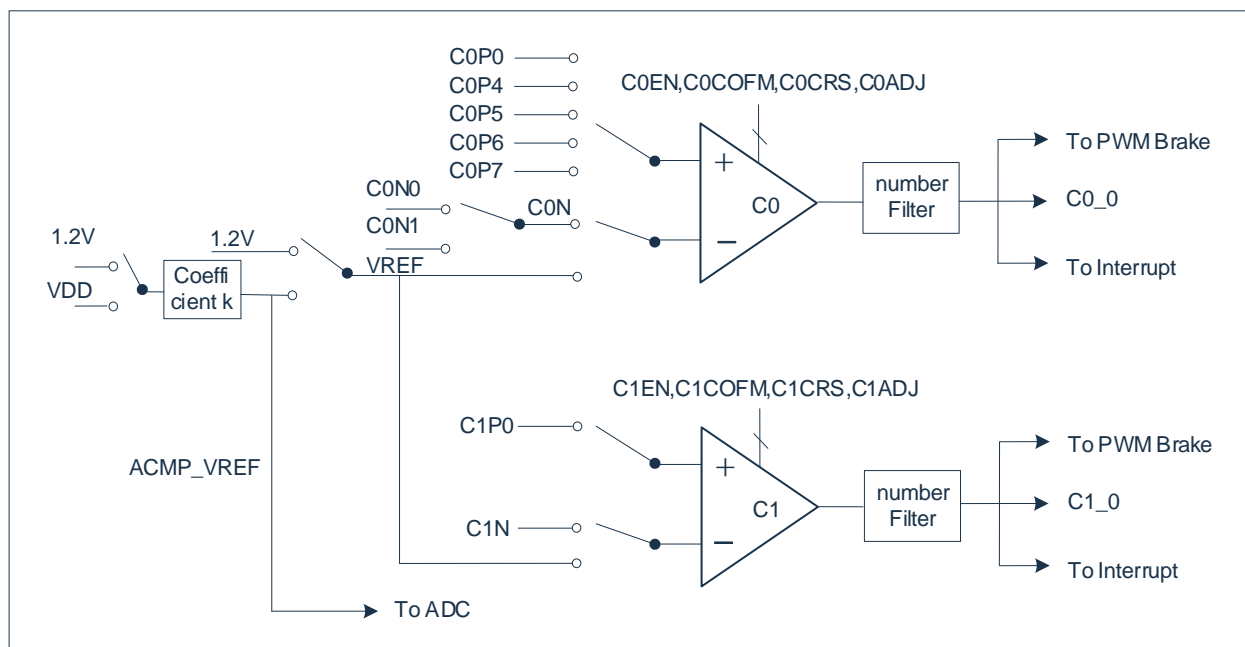 C0P0
C0P4
C0P5
C0P6
C0P7
C0EN,C0COFM,C0CRS,C0ADJ
C0N0
C0N1
C0N
1.2V
VDD
Coeffi
cient k
1.2V
VREF
+
−
C0
number
Filter
To PWM Brake
C0_0
To Interrupt
C1EN,C1COFM,C1CRS,C1ADJ
C1P0
C1N
+
−
C1
number
Filter
To PWM Brake
C1_0
To Interrupt
ACMP_VREF
To ADC